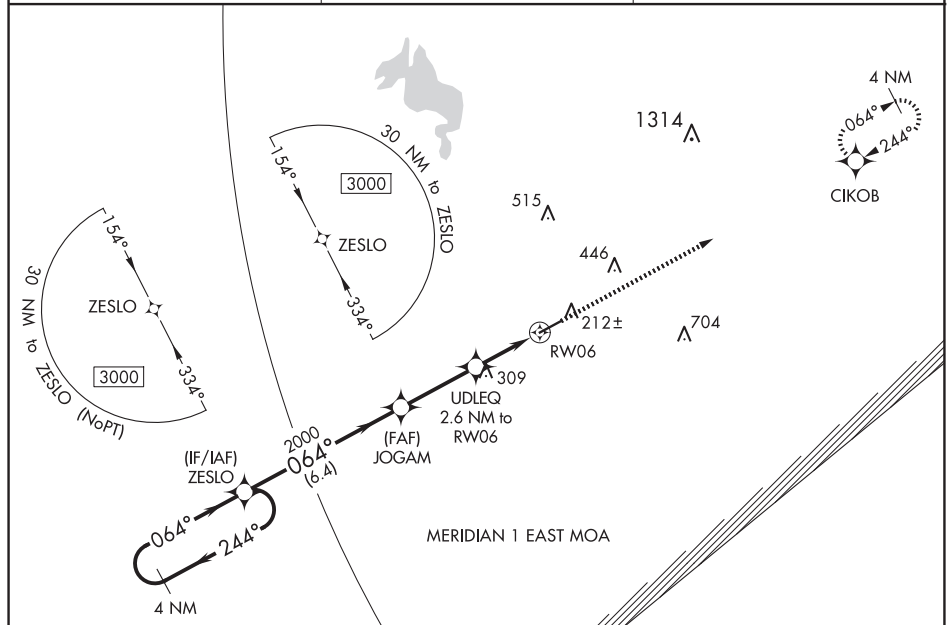 4 NM
064°
244°
CIKOB
1314
154°
30 NM to ZESLO
3000
ZESLO
334°
515
446
212±
704
RW06
154°
ZESLO
334°
3000
30 NM to ZESLO (NoPT)
309
UDLEQ
2.6 NM to
RW06
(FAF)
JOGAM
2000
064°
(6.4)
(IF/IAF)
ZESLO
064°
244°
4 NM
MERIDIAN 1 EAST MOA